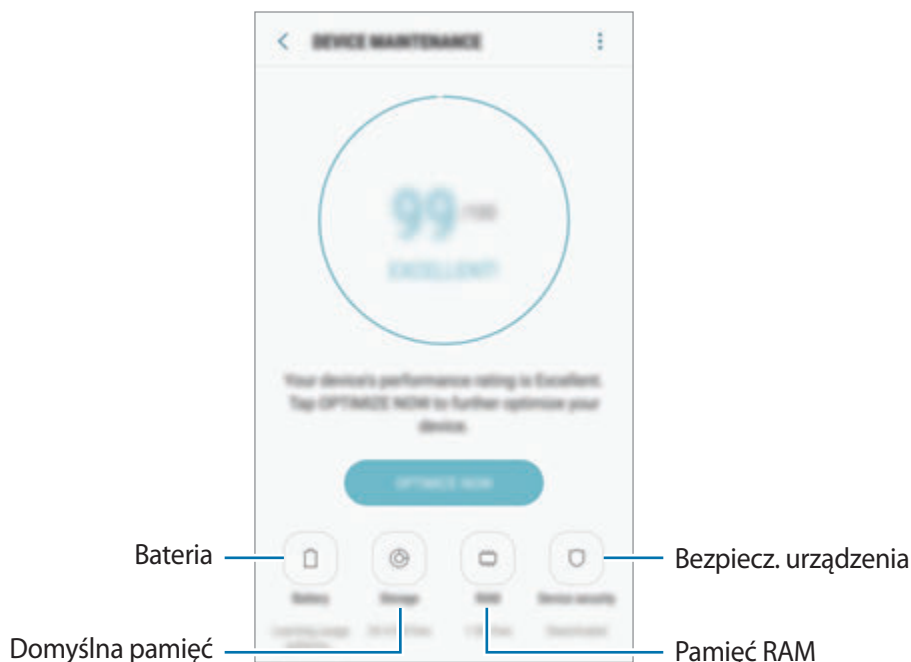 DEVICE MAINTENANCE
99 /100
EXCELLENT!
Your device's performance rating is Excellent.
Tap OPTIMIZE NOW to further optimize your
device.
OPTIMIZE NOW
Bateria
Bezpiecz. urządzenia
Battery
Storage
RAM
Device security
Domyślna pamięć
Pamieć RAM